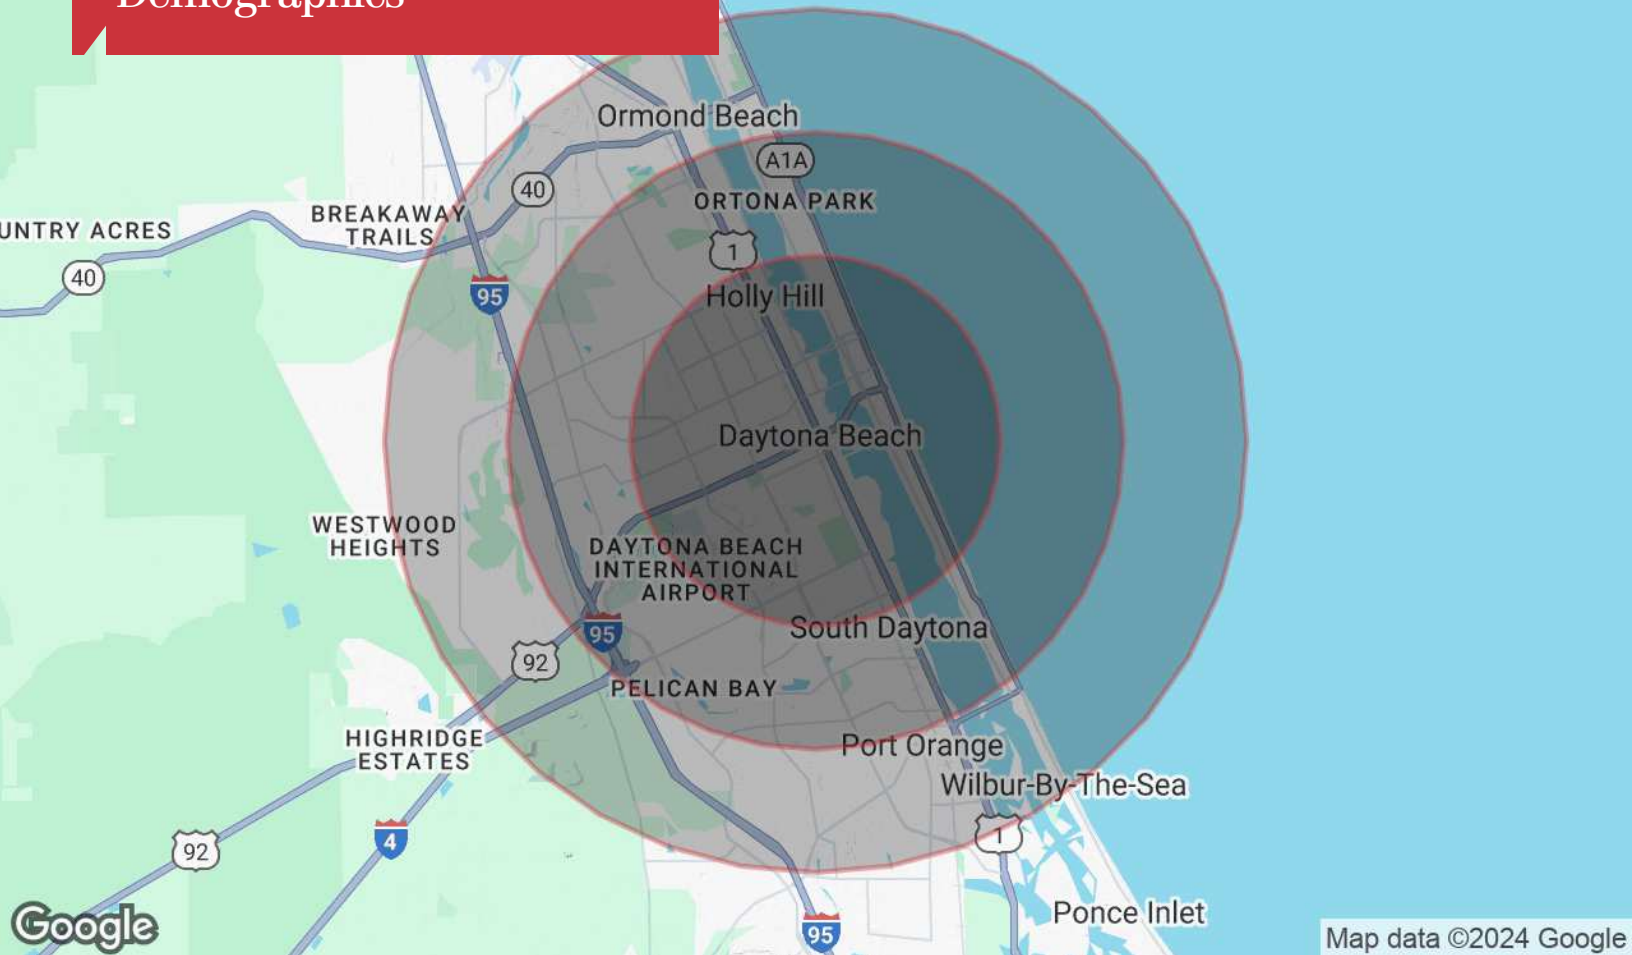 Demographics
Ormond Beach
A1A
40
ORTONA PARK
BREAKAWAY
TRAILS
UNTRY ACRES
1
40
95
Holly Hill
Daytona Beach
WESTWOOD
HEIGHTS
DAYTONA BEACH
INTERNATIONAL
AIRPORT
95
South Daytona
92
PELICAN BAY
HIGHRIDGE
ESTATES
Port Orange
Wilbur-By-The-Sea
92
4
1
Ponce Inlet
95
Google
Map data ©2024 Google